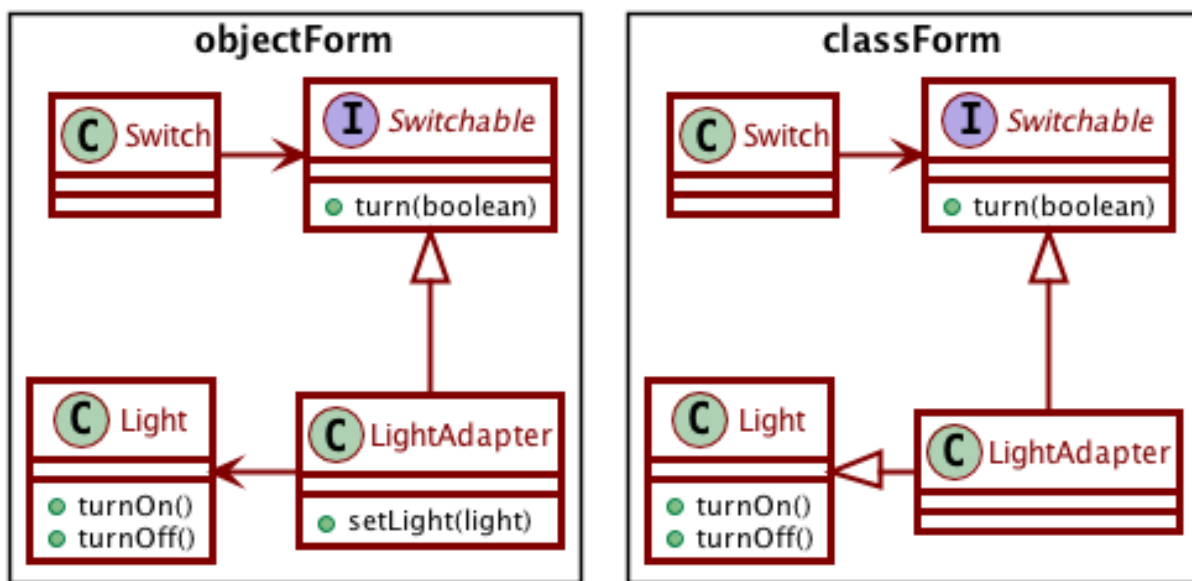 objectForm
C Switch
I Switchable
turn(boolean)
C Light
turnOn()
turnOff()
C LightAdapter
setLight(light)
classForm
C Switch
I Switchable
turn(boolean)
C Light
turnOn()
turnOff()
C LightAdapter